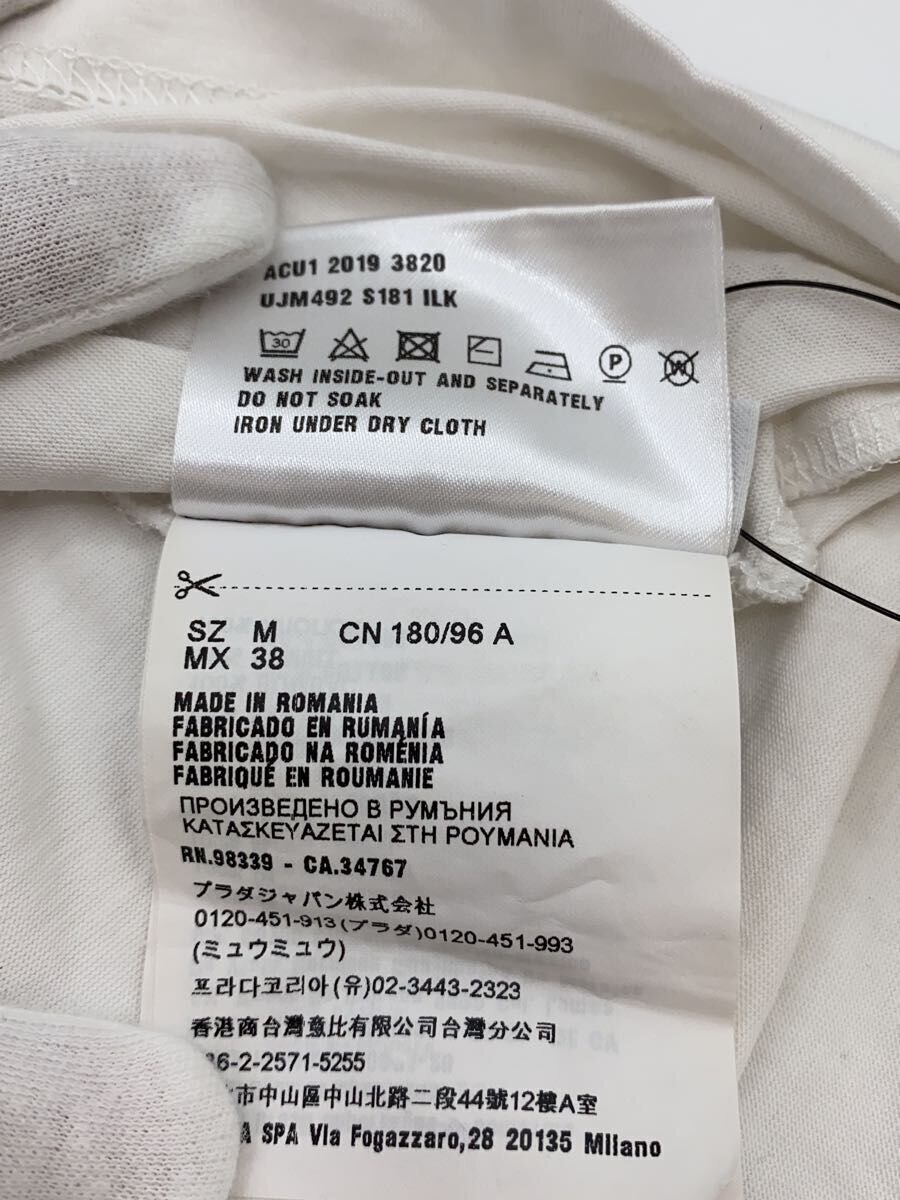 ACU1 2019 3820
UJM492 S181 ILK
30
P
W
WASH INSIDE-OUT AND SEPARATELY
DO NOT SOAK
IRON UNDER DRY CLOTH
SZ M CN 180/96 A
MX 38
MADE IN ROMANIA
FABRICADO EN RUMANÍA
FABRICADO NA ROMÉNIA
FABRIQUÉ EN ROUMANIE
ПРОИЗВЕДЕНО В РУМЪНИЯ
ΚΑΤΑΣΚΕΥΑΖΕΤΑΙ ΣΤΗ ΡΟΥΜΑΝΙΑ
RN.98339 - CA.34767
プラダジャパン株式会社
0120-451-913(プラダ)0120-451-993
(ミュウミュウ)
프라다코리아(유)02-3443-2323
香港商台灣意比有限公司台灣分公司
6-2-2571-5255
市中山區中山北路二段44號12樓A室
A SPA Via Fogazzaro,28 20135 Milano